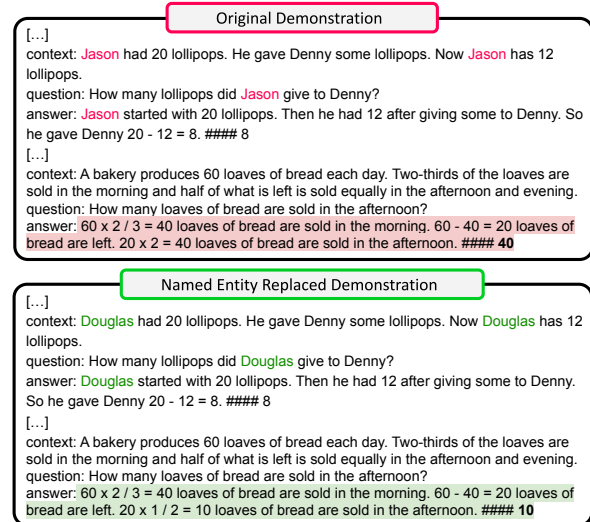 Original Demonstration
[…]
context: Jason had 20 lollipops. He gave Denny some lollipops. Now Jason has 12
lollipops.
question: How many lollipops did Jason give to Denny?
answer: Jason started with 20 lollipops. Then he had 12 after giving some to Denny. So
he gave Denny 20 - 12 = 8. #### 8
[…]
context: A bakery produces 60 loaves of bread each day. Two-thirds of the loaves are
sold in the morning and half of what is left is sold equally in the afternoon and evening.
question: How many loaves of bread are sold in the afternoon?
answer: 60 x 2 / 3 = 40 loaves of bread are sold in the morning. 60 - 40 = 20 loaves of
bread are left. 20 x 2 = 40 loaves of bread are sold in the afternoon. #### 40
Named Entity Replaced Demonstration
[…]
context: Douglas had 20 lollipops. He gave Denny some lollipops. Now Douglas has 12
lollipops.
question: How many lollipops did Douglas give to Denny?
answer: Douglas started with 20 lollipops. Then he had 12 after giving some to Denny.
So he gave Denny 20 - 12 = 8. #### 8
[…]
context: A bakery produces 60 loaves of bread each day. Two-thirds of the loaves are
sold in the morning and half of what is left is sold equally in the afternoon and evening.
question: How many loaves of bread are sold in the afternoon?
answer: 60 x 2 / 3 = 40 loaves of bread are sold in the morning. 60 - 40 = 20 loaves of
bread are left. 20 x 1 / 2 = 10 loaves of bread are sold in the afternoon. #### 10